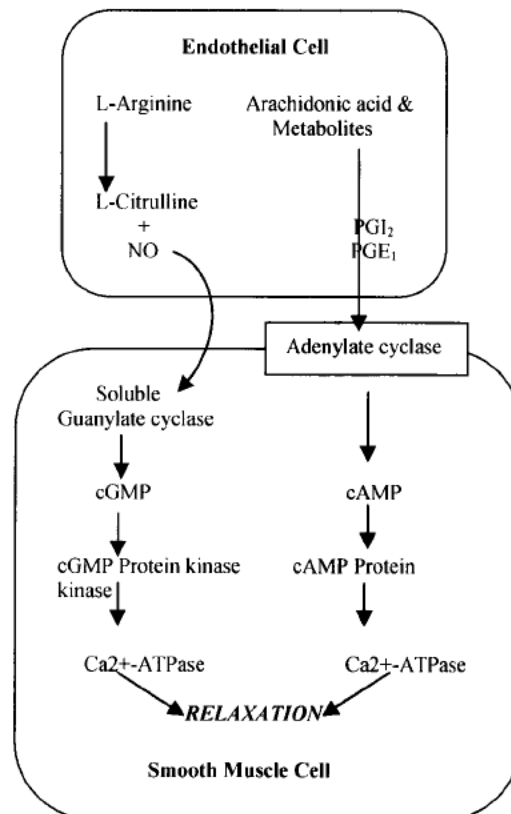 Endothelial Cell
L-Arginine
L-Citrulline
+
NO
Arachidonic acid &
Metabolites
PGI₂
PGE₁
Adenylate cyclase
Soluble
Guanylate cyclase
cGMP
cGMP Protein kinase
kinase
Ca2+-ATPase
cAMP
cAMP Protein
Ca2+-ATPase
RELAXATION
Smooth Muscle Cell